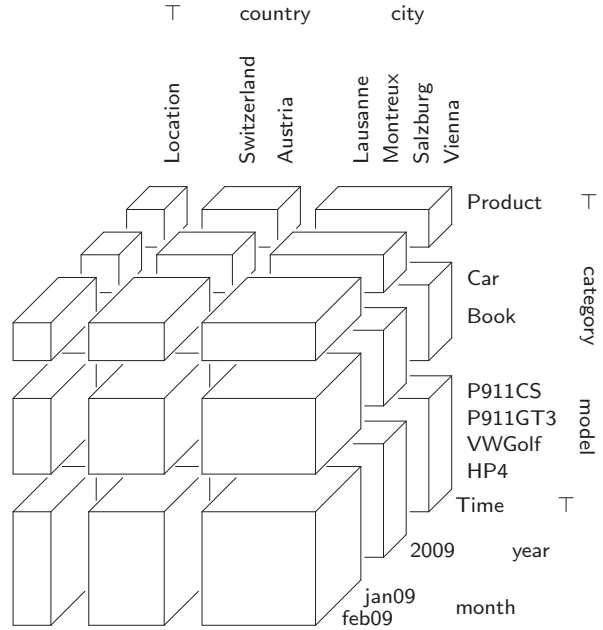 ⊤ country city
Location
Switzerland
Austria
Lausanne
Montreux
Salzburg
Vienna
Product ⊤
Car
Book
category
P911CS
P911GT3
VWGolf
HP4
model
Time ⊤
2009 year
jan09
feb09
month